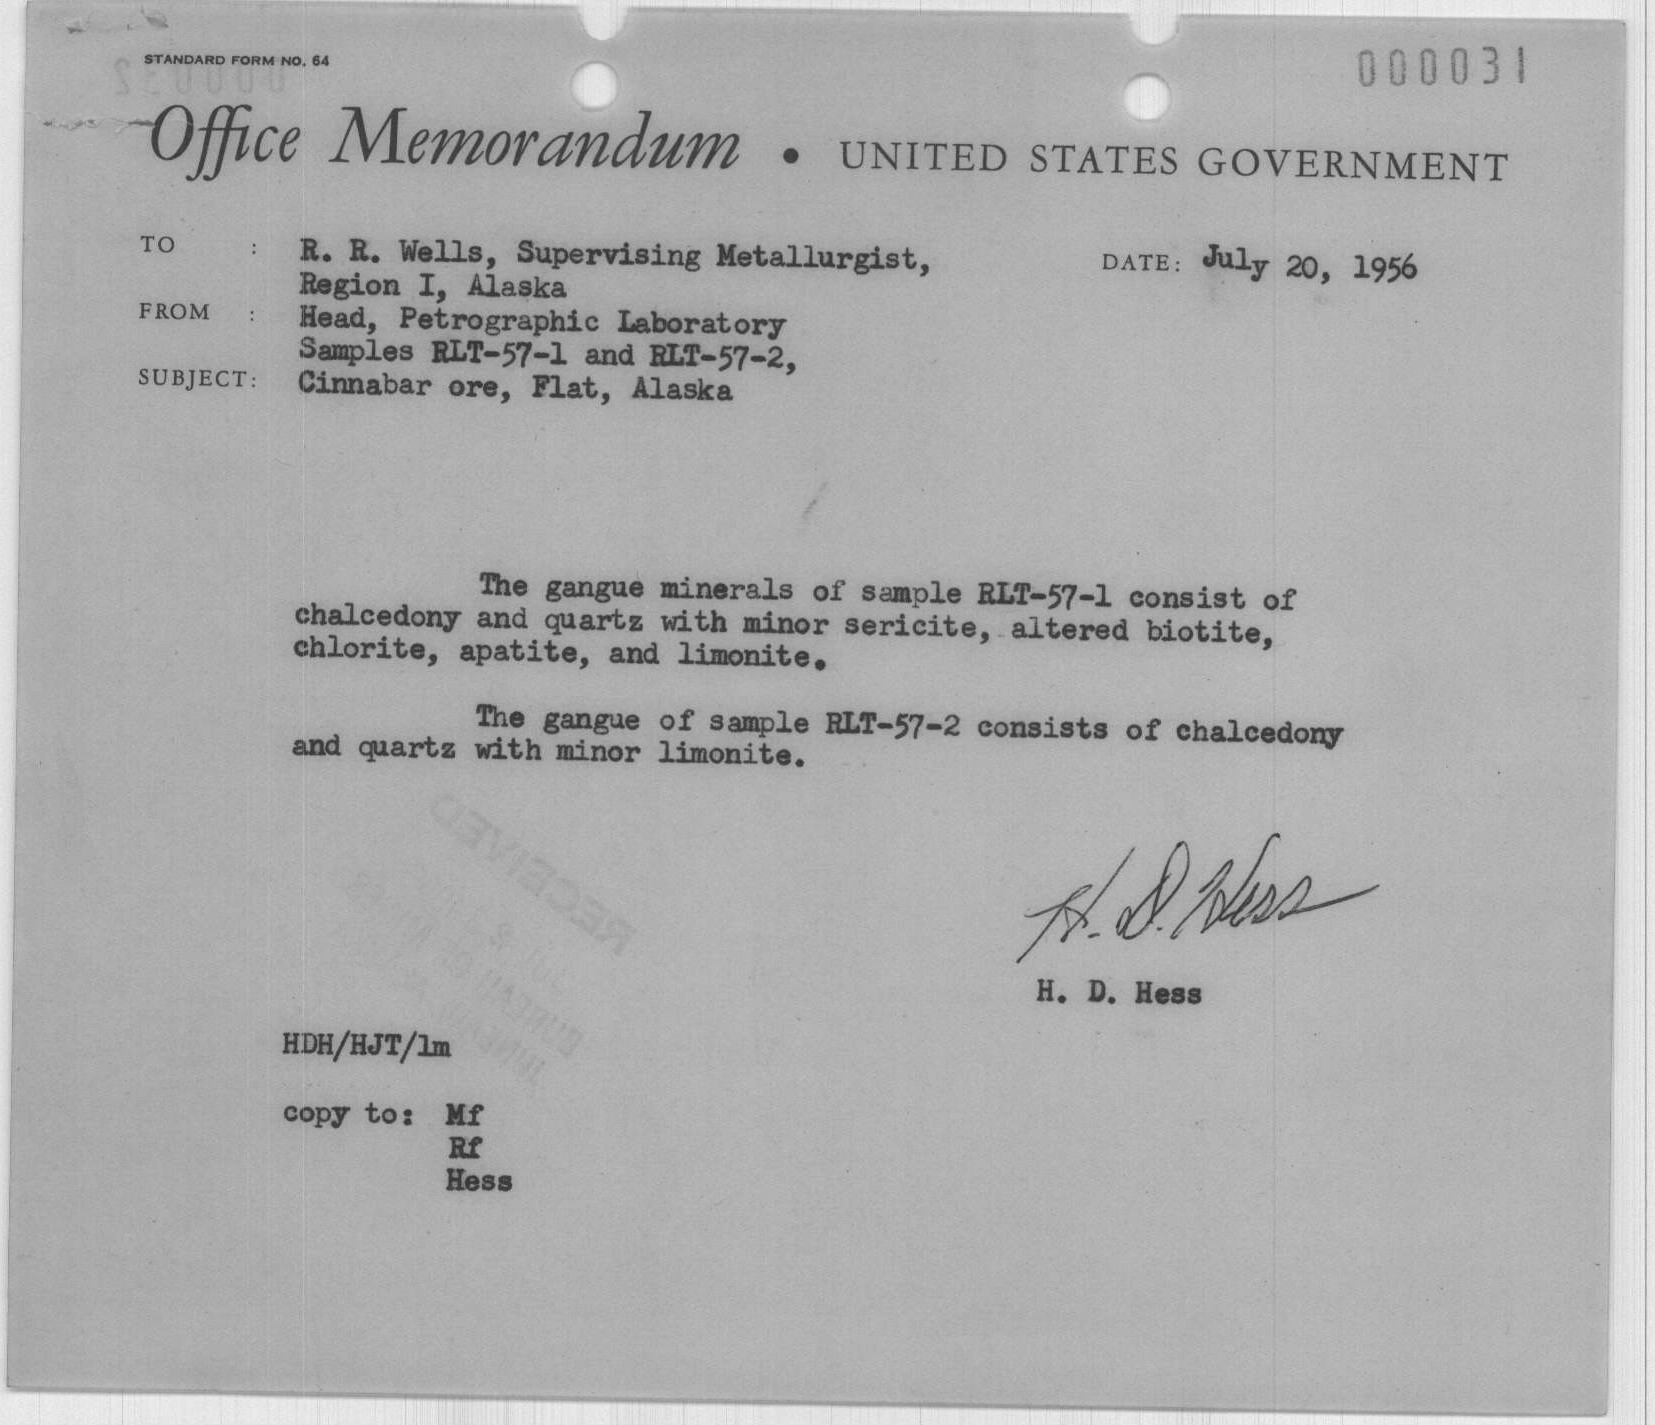 STANDARD FORM NO. 64
000031
Office Memorandum • UNITED STATES GOVERNMENT
TO : R. R. Wells, Supervising Metallurgist, DATE: July 20, 1956
Region I, Alaska
FROM : Head, Petrographic Laboratory
Samples RLT-57-1 and RLT-57-2,
SUBJECT: Cinnabar ore, Flat, Alaska
The gangue minerals of sample RLT-57-1 consist of
chalcedony and quartz with minor sericite, altered biotite,
chlorite, apatite, and limonite.
The gangue of sample RLT-57-2 consists of chalcedony
and quartz with minor limonite.
RECEIVED
H. D. Hess
H. D. Hess
HDH/HJT/lm
copy to: Mf
Rf
Hess